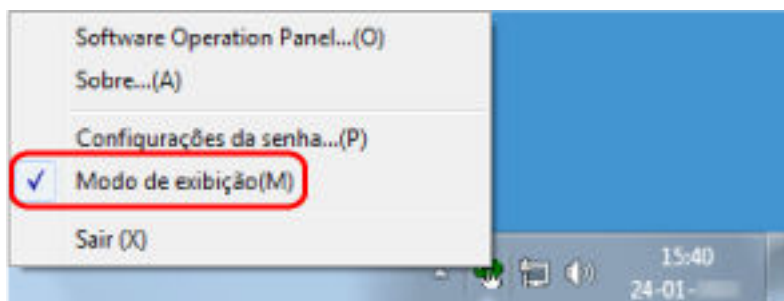 Software Operation Panel...(O)
Sobre...(A)
Configurações da senha...(P)
Modo de exibição(M)
Sair (X)
15:40
24-01-